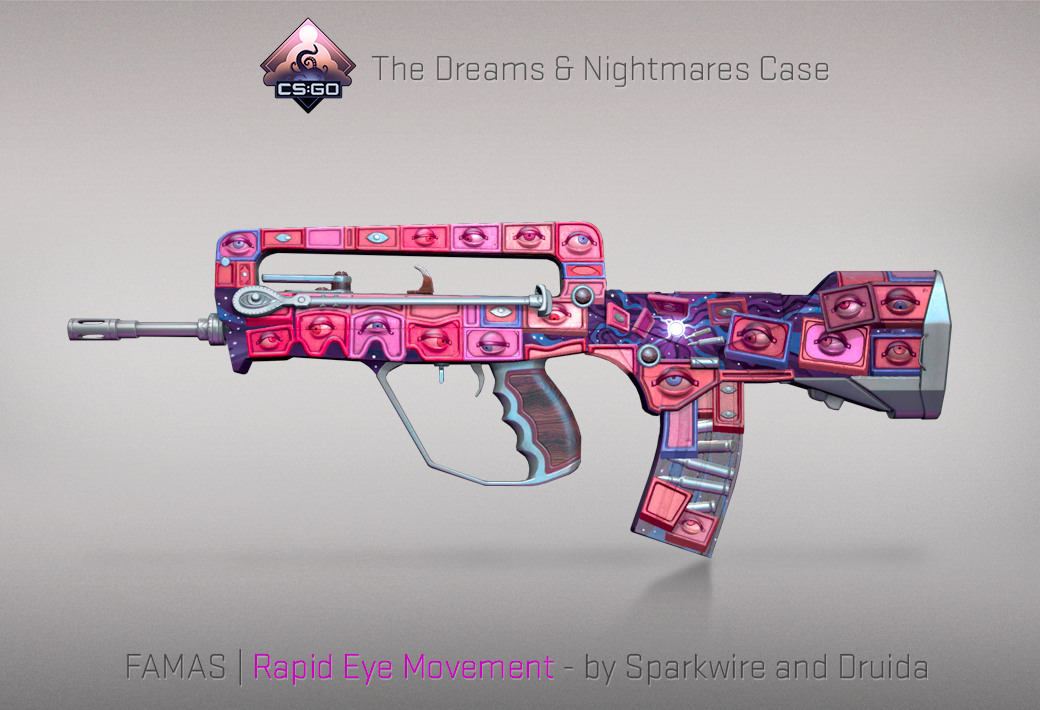 CS:GO
The Dreams & Nightmares Case
FAMAS | Rapid Eye Movement - by Sparkwire and Druida